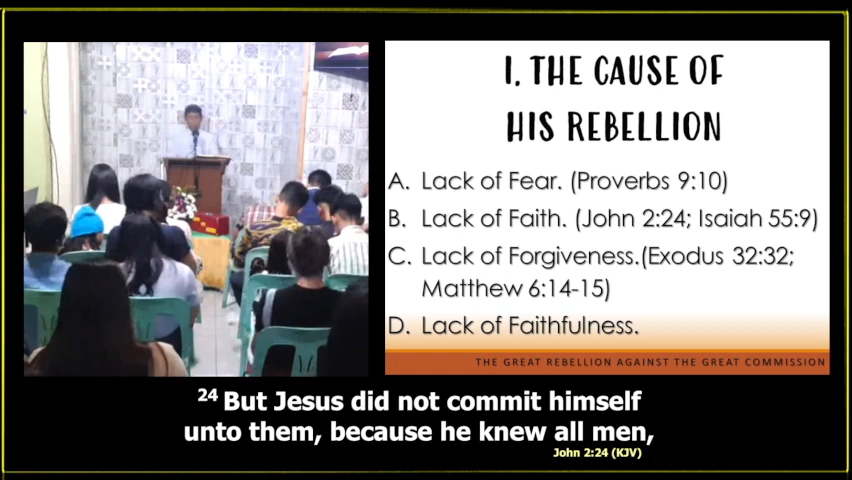 I. THE CAUSE OF
HIS REBELLION
A. Lack of Fear. (Proverbs 9:10)
B. Lack of Faith. (John 2:24; Isaiah 55:9)
C. Lack of Forgiveness.(Exodus 32:32;
Matthew 6:14-15)
D. Lack of Faithfulness.
THE GREAT REBELLION AGAINST THE GREAT COMMISSION
24 But Jesus did not commit himself
unto them, because he knew all men,
John 2:24 (KJV)